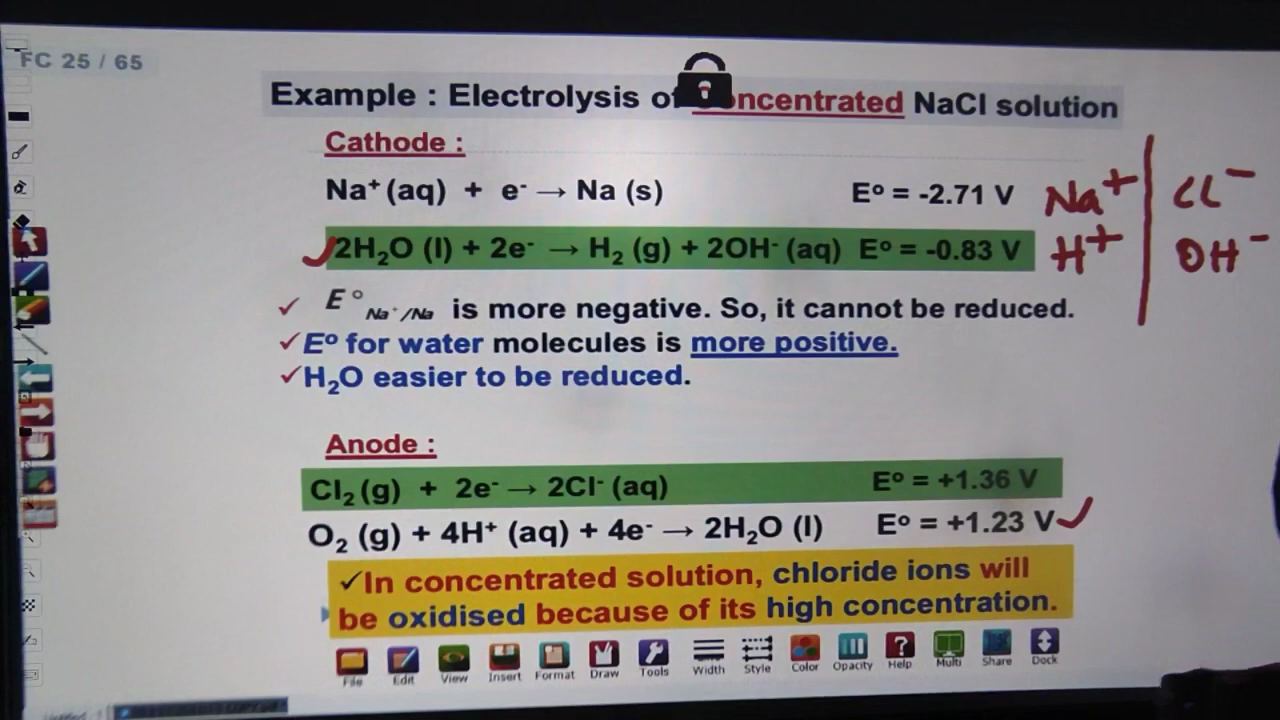 FC 25 / 65
Example : Electrolysis of concentrated NaCl solution
Cathode :
Na⁺ (aq) + e⁻ → Na (s) E° = -2.71 V
Na⁺ Cl⁻
2H₂O (l) + 2e⁻ → H₂ (g) + 2OH⁻ (aq) E° = -0.83 V
H⁺ OH⁻
✓ E° Na⁺/Na is more negative. So, it cannot be reduced.
✓E° for water molecules is more positive.
✓H₂O easier to be reduced.
Anode :
Cl₂ (g) + 2e⁻ → 2Cl⁻ (aq) E° = +1.36 V
O₂ (g) + 4H⁺ (aq) + 4e⁻ → 2H₂O (l) E° = +1.23 V ✓
✓In concentrated solution, chloride ions will
be oxidised because of its high concentration.
File Edit View Insert Format Draw Tools Width Style Color Opacity Help Multi Share Dock